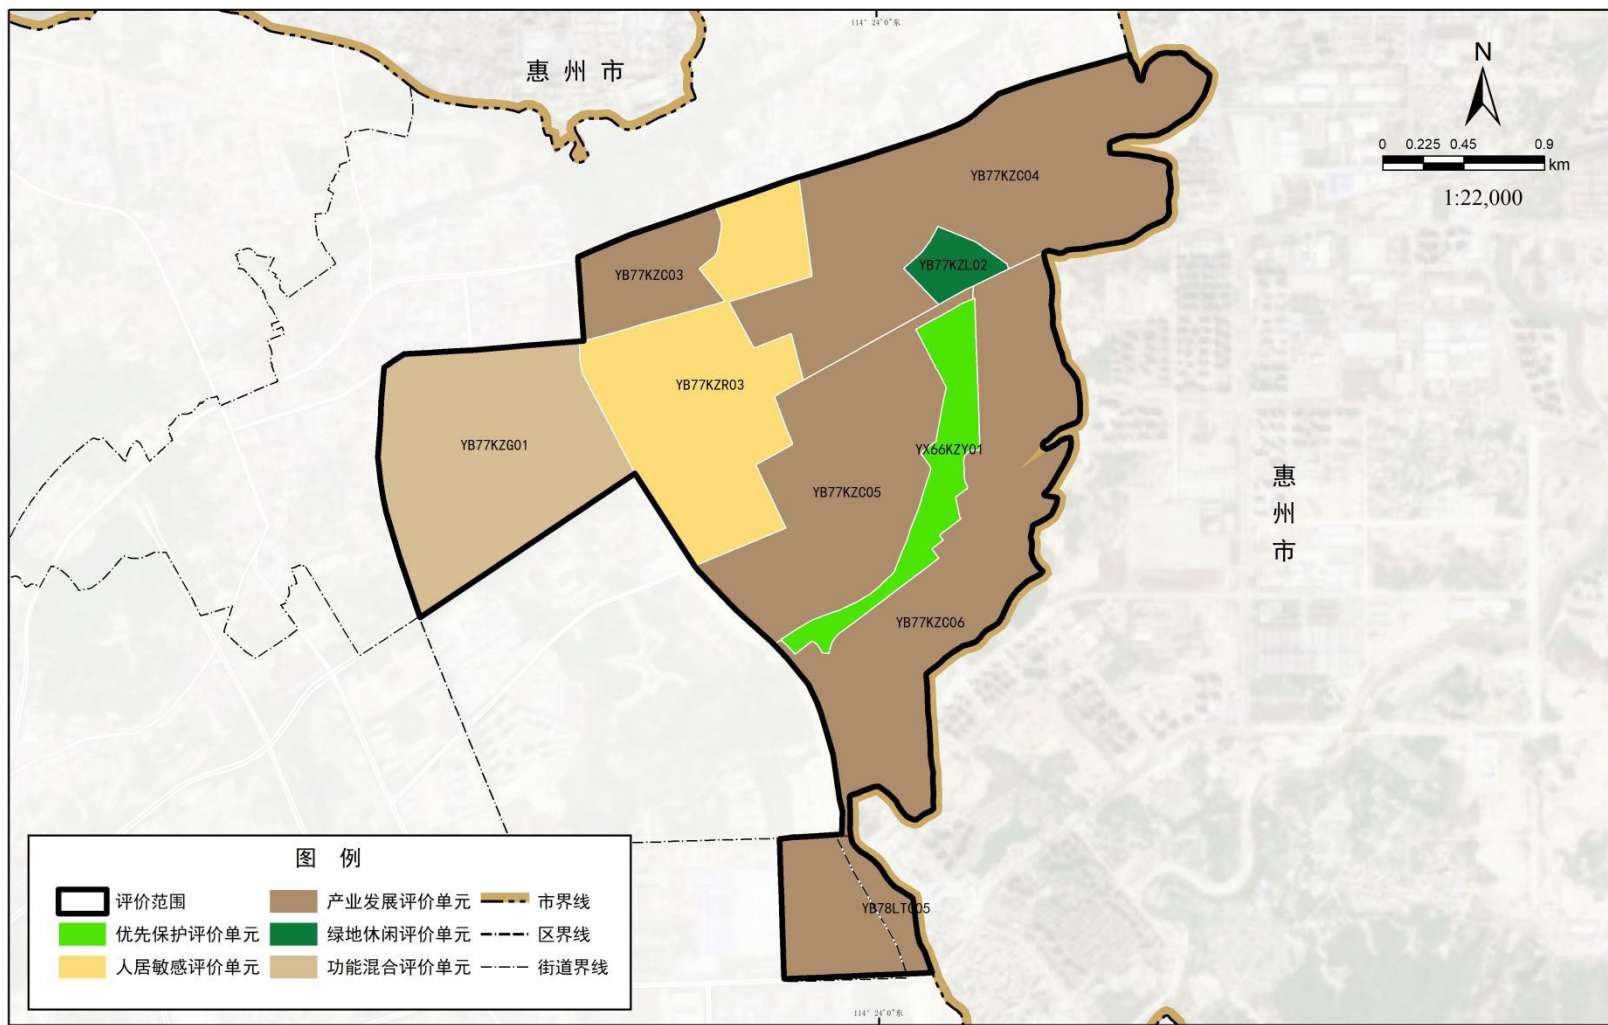 114° 24′0″东
惠州市
N
0 0.225 0.45 0.9
km
1:22,000
YB77KZC04
YB77KZC03
YB77KZL02
YB77KZR03
YB77KZG01
YX66KZY01
YB77KZC05
惠州市
YB77KZC06
YB78LTC05
图 例
评价范围 产业发展评价单元 市界线
优先保护评价单元 绿地休闲评价单元 区界线
人居敏感评价单元 功能混合评价单元 街道界线
114° 24′0″东